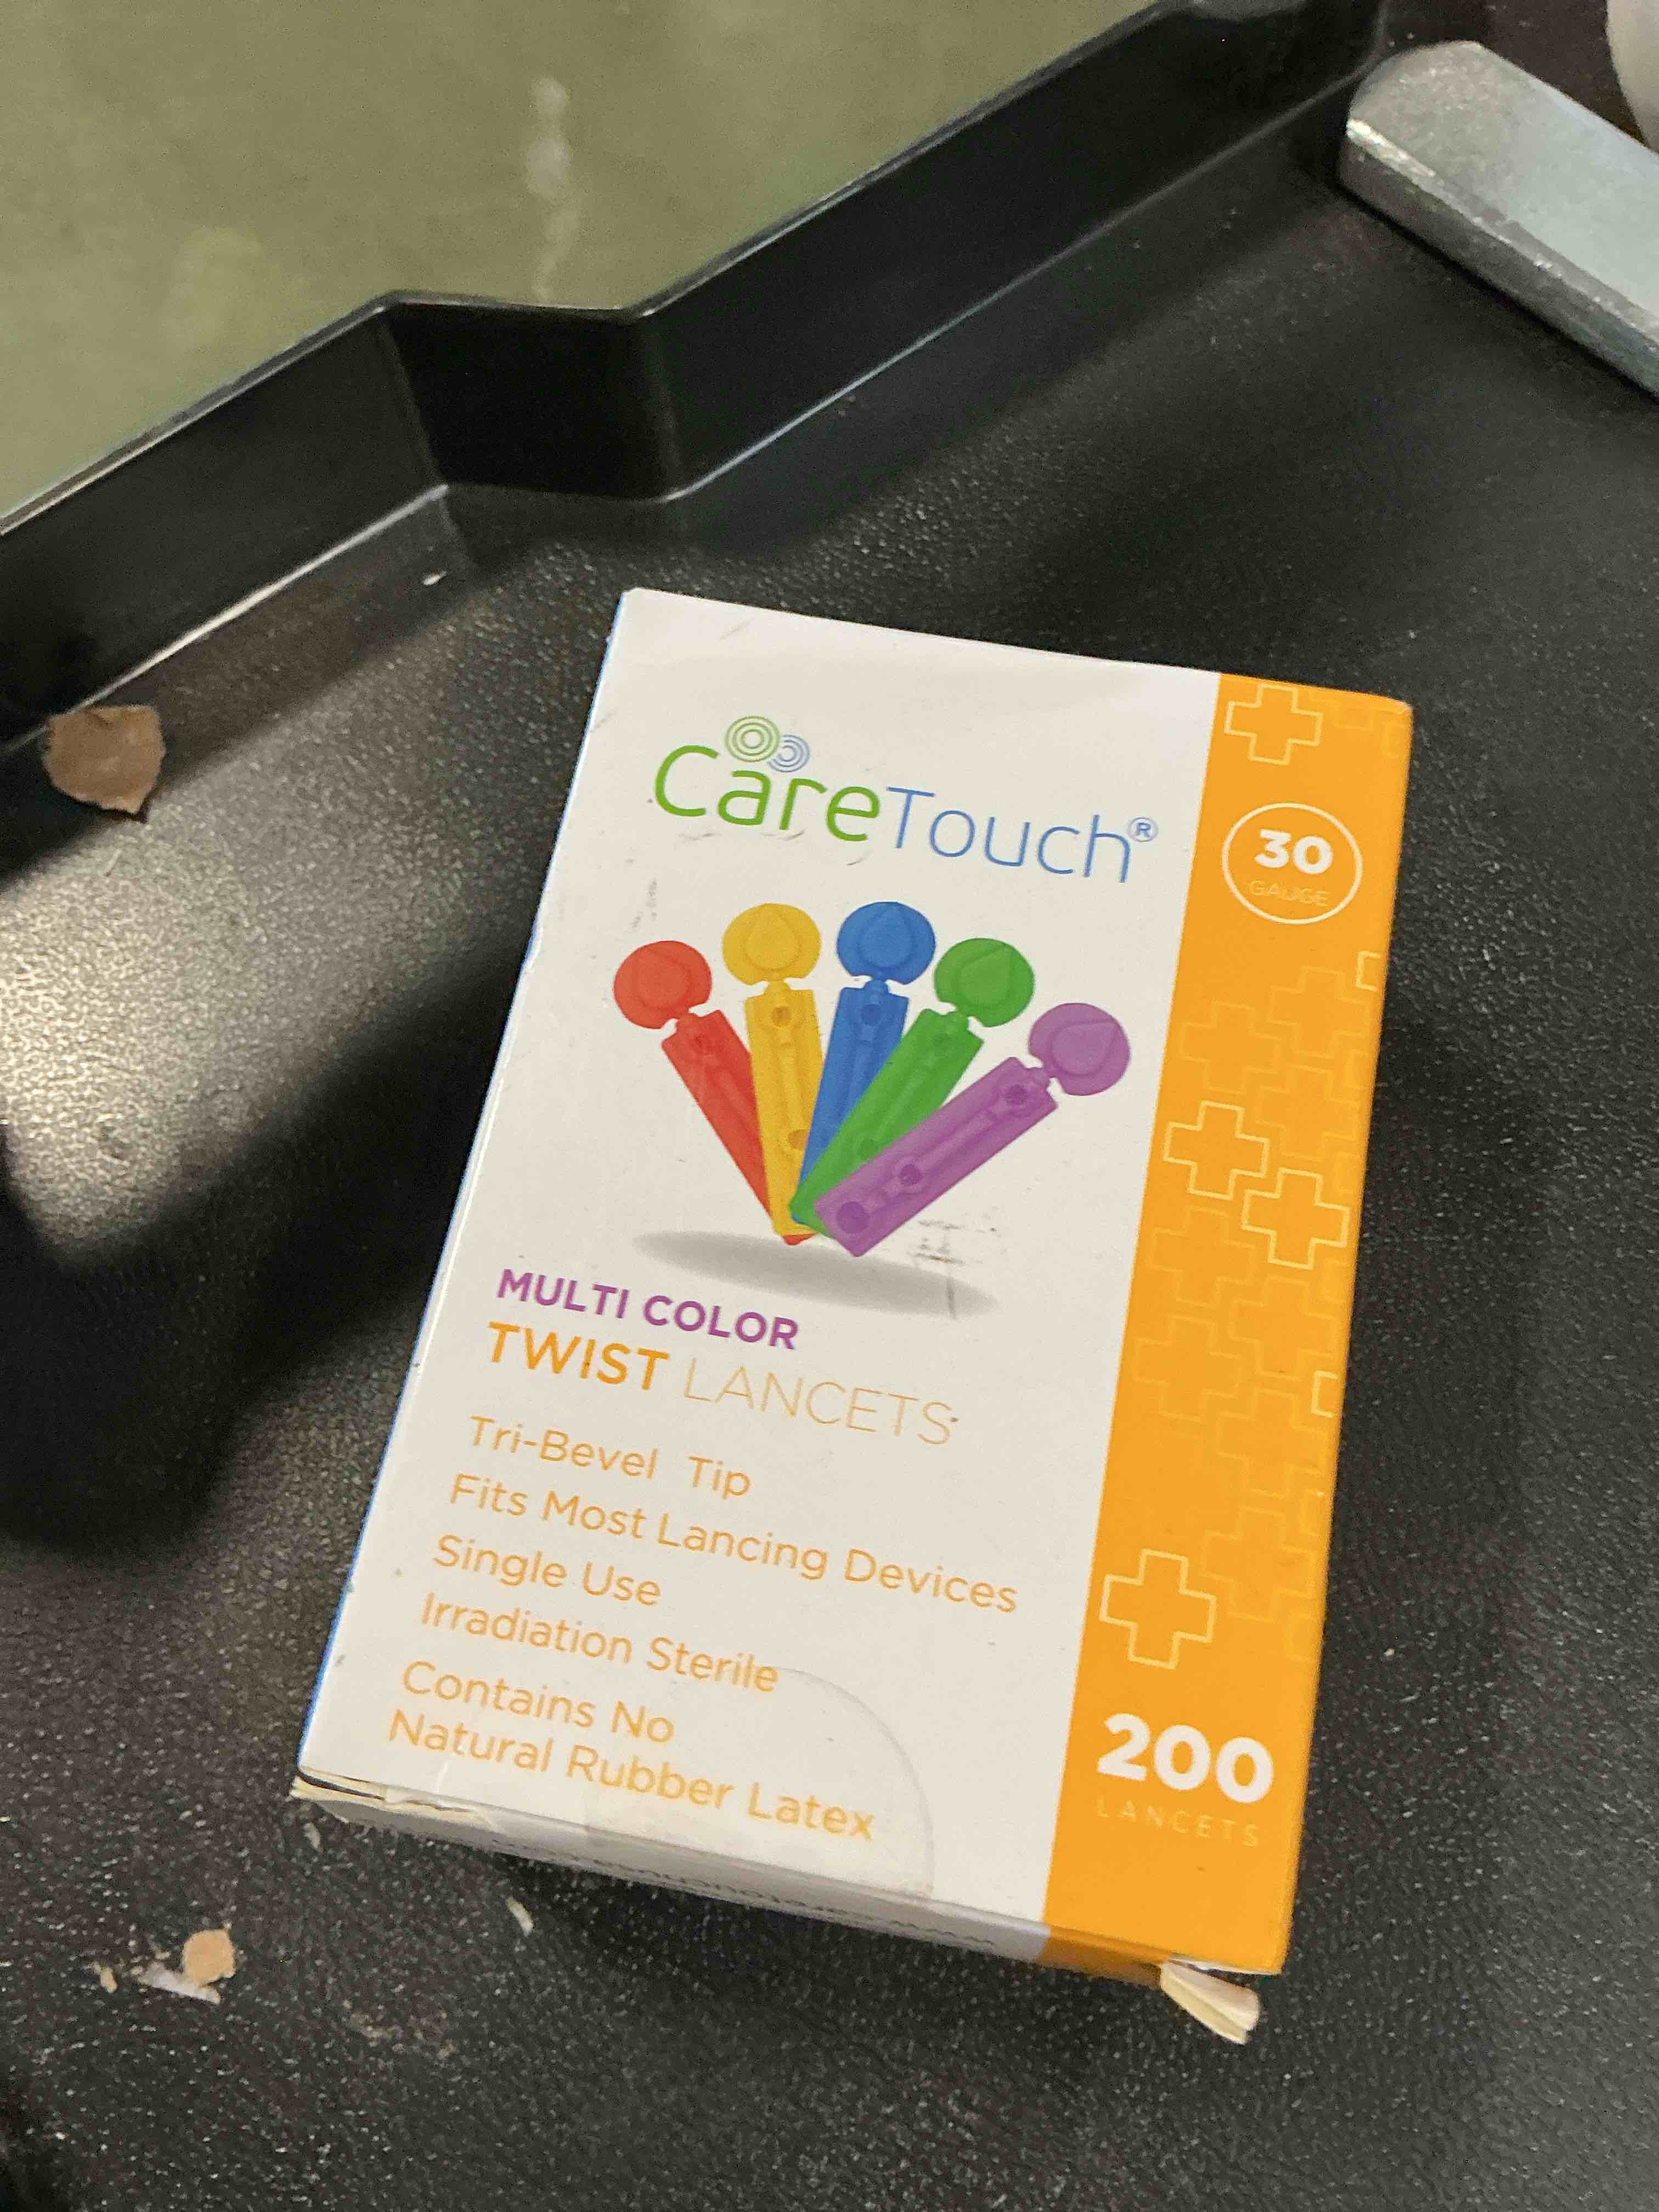 CareTouch®
30
GAUGE
MULTI COLOR
TWIST LANCETS
Tri-Bevel Tip
Fits Most Lancing Devices
Single Use
Irradiation Sterile
Contains No
Natural Rubber Latex
200
LANCETS